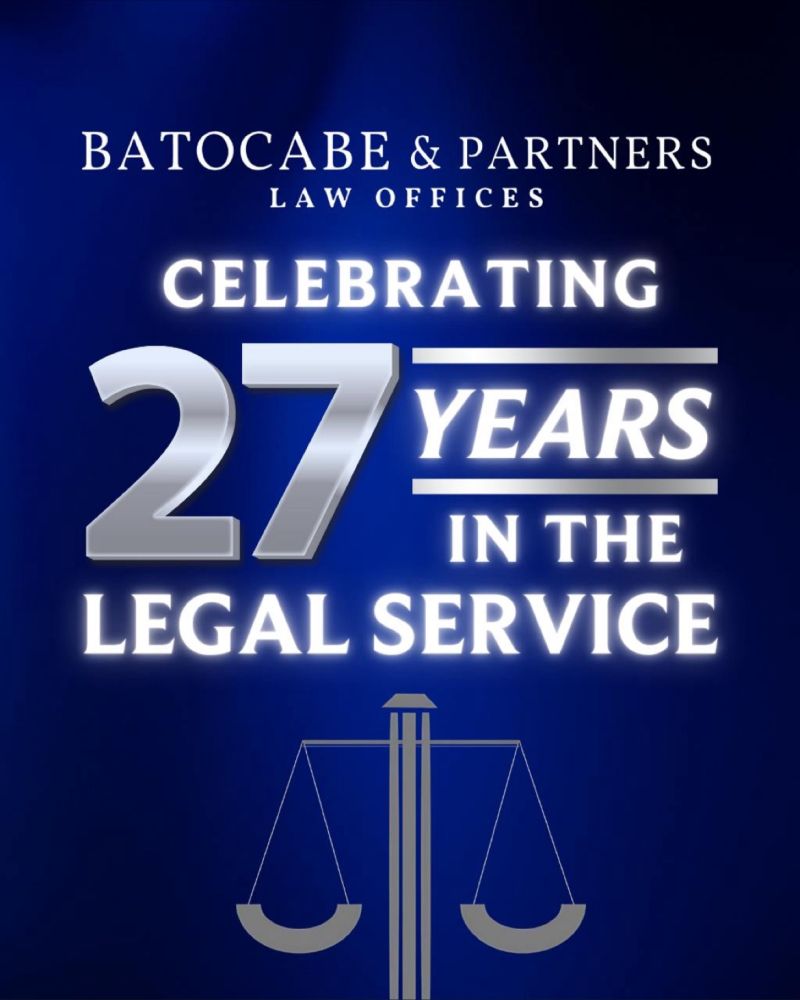 BATOCABE & PARTNERS
LAW OFFICES
CELEBRATING
27 YEARS
IN THE
LEGAL SERVICE